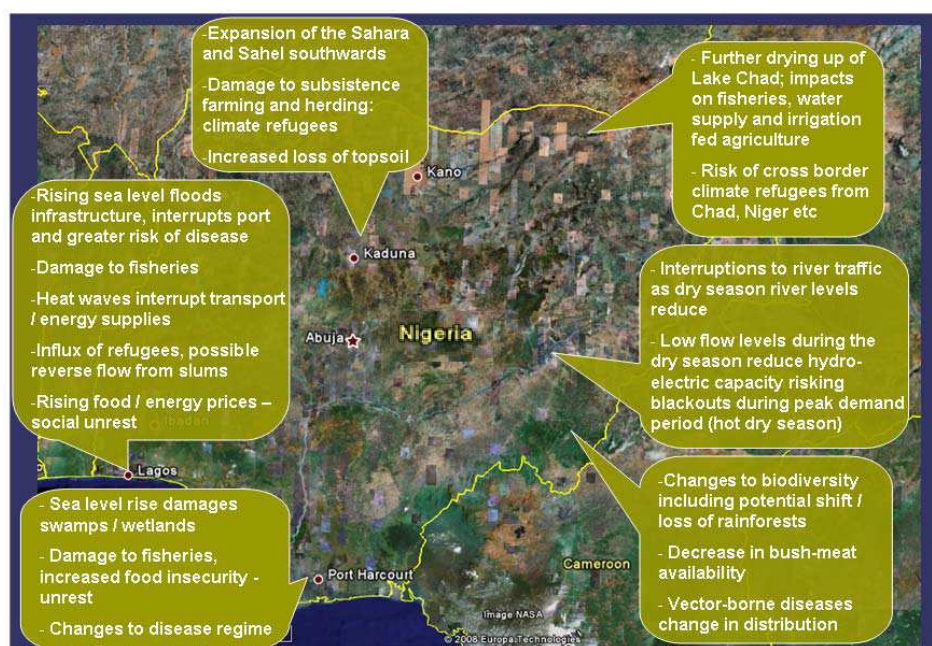 -Expansion of the Sahara
and Sahel southwards
-Damage to subsistence
farming and herding:
climate refugees
-Increased loss of topsoil
- Further drying up of
Lake Chad; impacts
on fisheries, water
supply and irrigation
fed agriculture
- Risk of cross border
climate refugees from
Chad, Niger etc
Kano
-Rising sea level floods
infrastructure, interrupts port
and greater risk of disease
-Damage to fisheries
-Heat waves interrupt transport
/ energy supplies
-Influx of refugees, possible
reverse flow from slums
-Rising food / energy prices –
social unrest
Kaduna
Abuja
Nigeria
- Interruptions to river traffic
as dry season river levels
reduce
- Low flow levels during the
dry season reduce hydro-
electric capacity risking
blackouts during peak demand
period (hot dry season)
Ibadan
Lagos
- Sea level rise damages
swamps / wetlands
- Damage to fisheries,
increased food insecurity -
unrest
- Changes to disease regime
Port Harcourt
-Changes to biodiversity
including potential shift /
loss of rainforests
- Decrease in bush-meat
availability
- Vector-borne diseases
change in distribution
Cameroon
Image NASA
© 2008 Europa Technologies